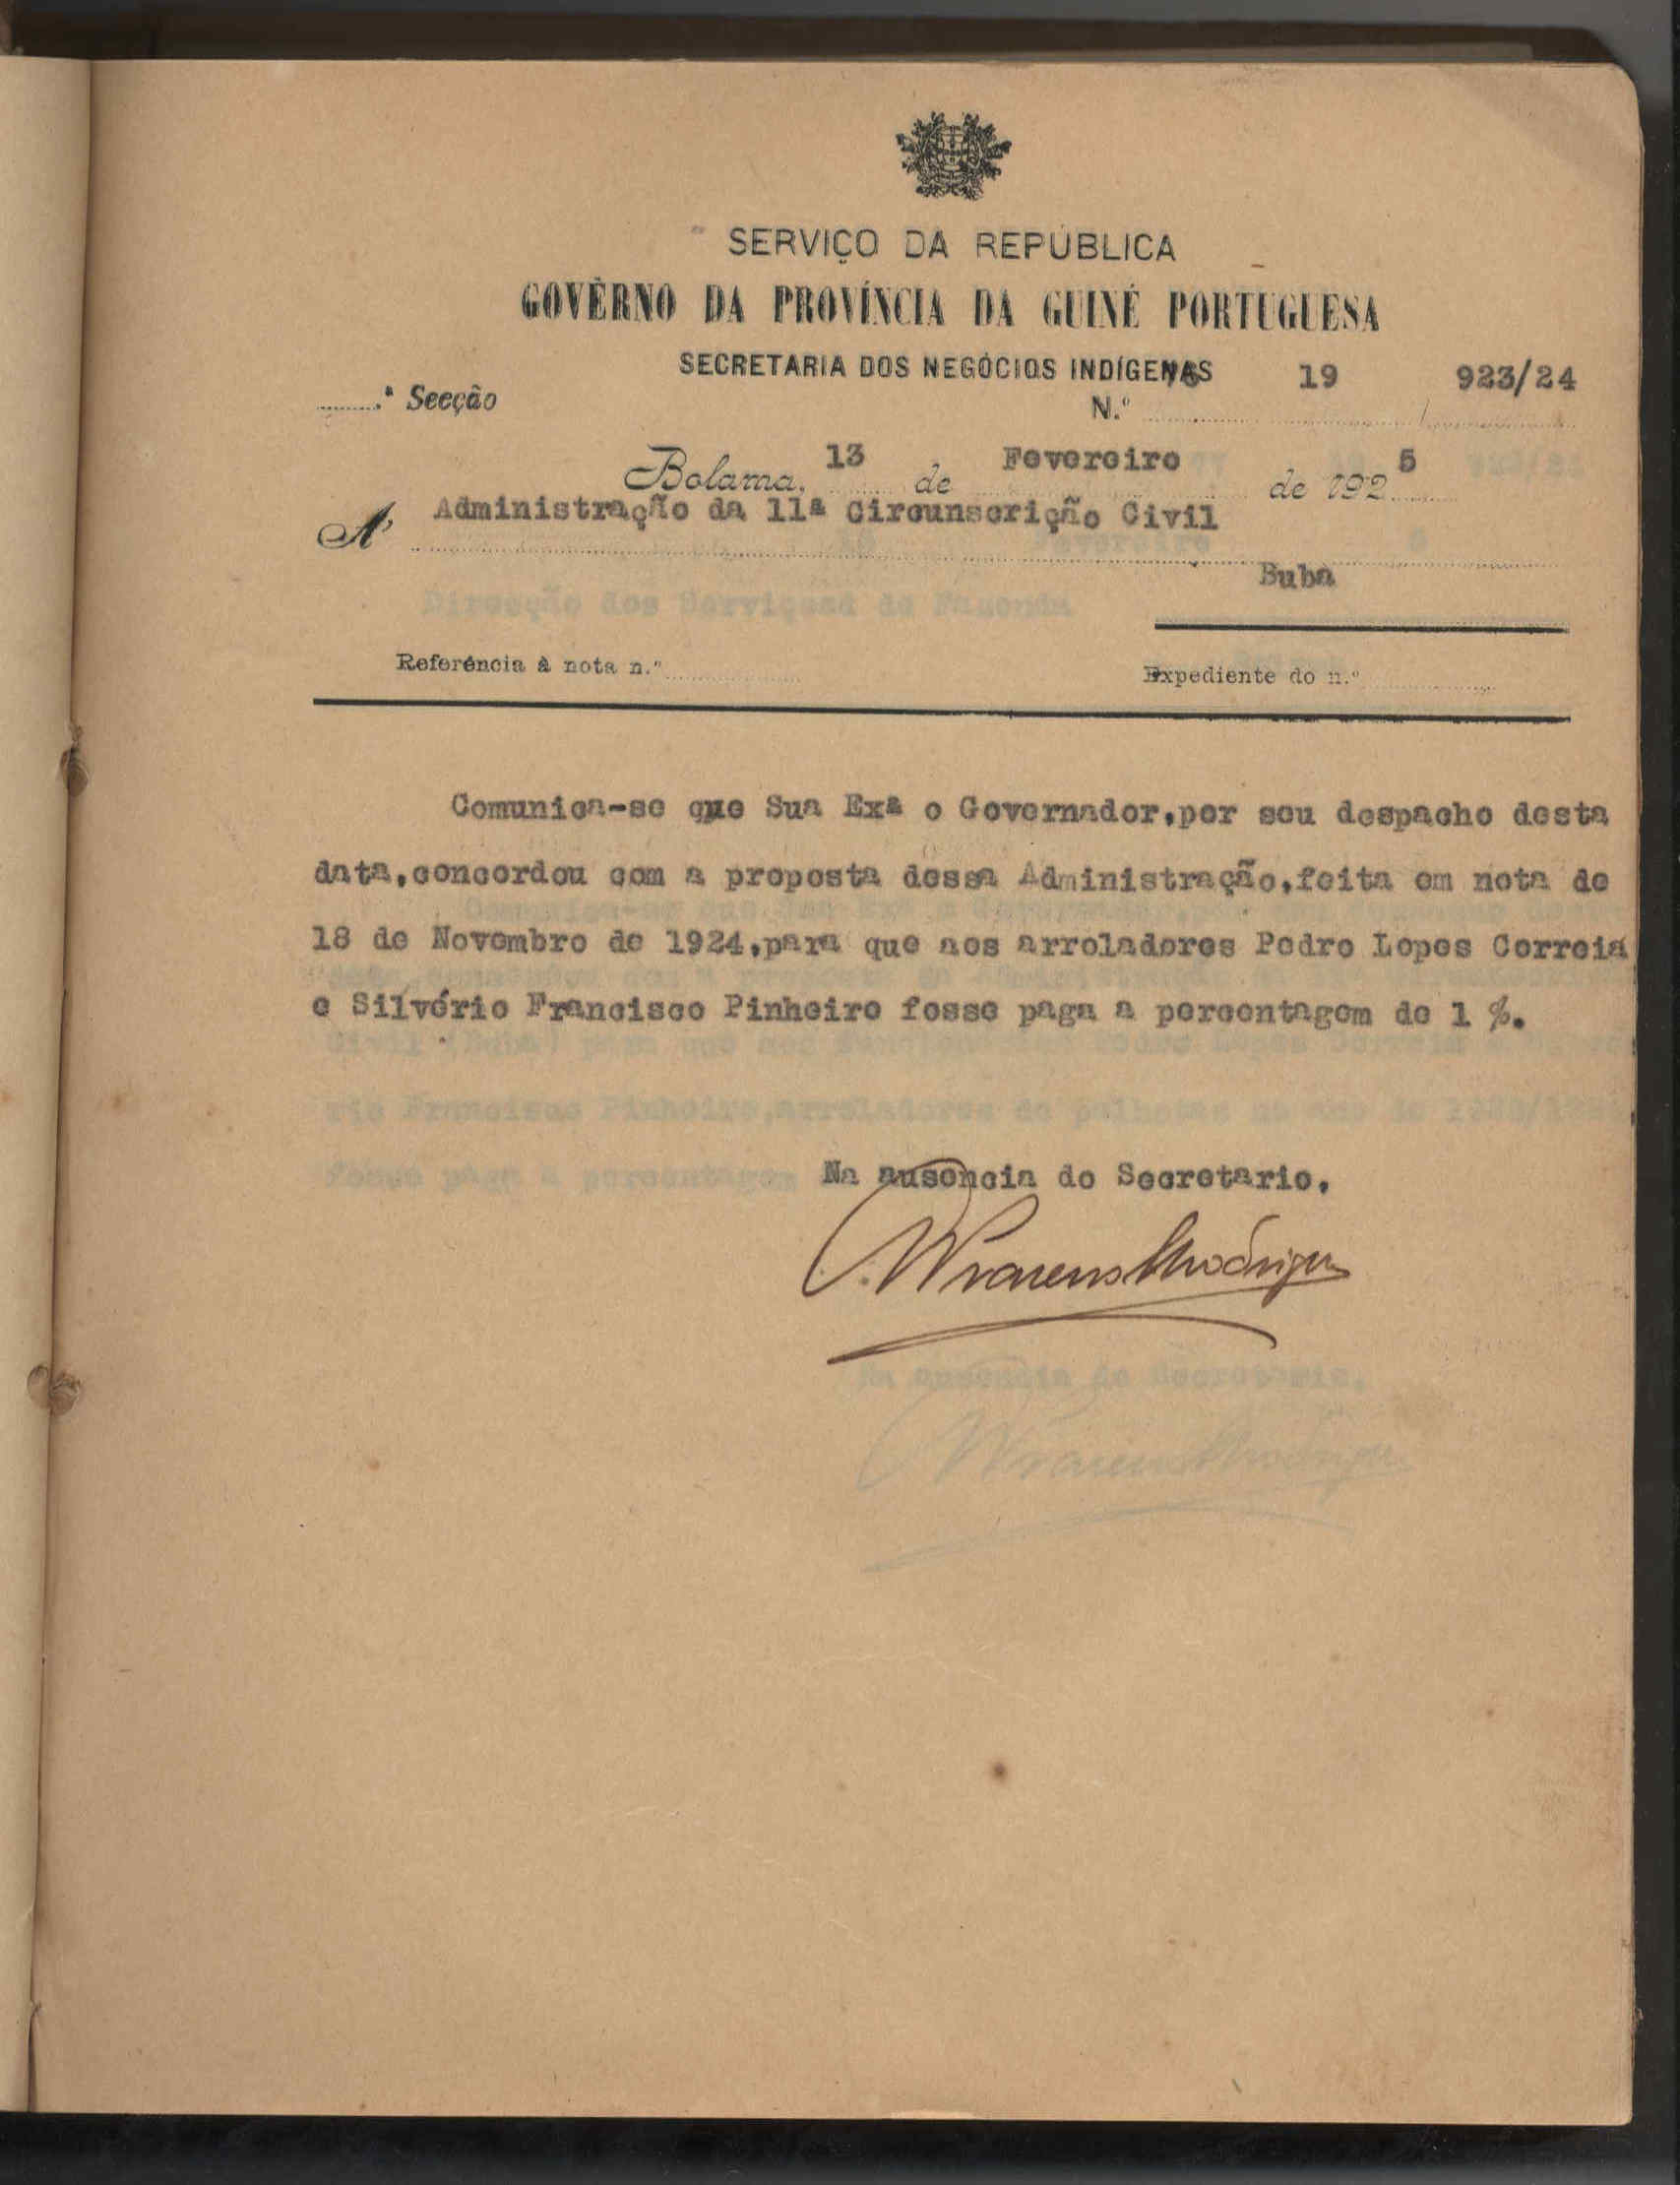 SERVIÇO DA REPÚBLICA
GOVÊRNO DA PROVÍNCIA DA GUINÉ PORTUGUESA
SECRETARIA DOS NEGÓCIOS INDÍGENAS
.ª Secção
N.º 19 / 923/24
Bolama, 13 de Fevereiro de 1925
A' Administração da 11ª Circunscrição Civil
Buba
Referência à nota n.º
Expediente do n.º
Comunica-se que Sua Exª o Governador,por seu despacho desta
data,concordou com a proposta dessa Administração,feita em nota de
18 de Novembro de 1924,para que aos arroladores Pedro Lopes Correia
e Silvério Francisco Pinheiro fosse paga a percentagem de 1 %.
Na ausencia do Secretario,